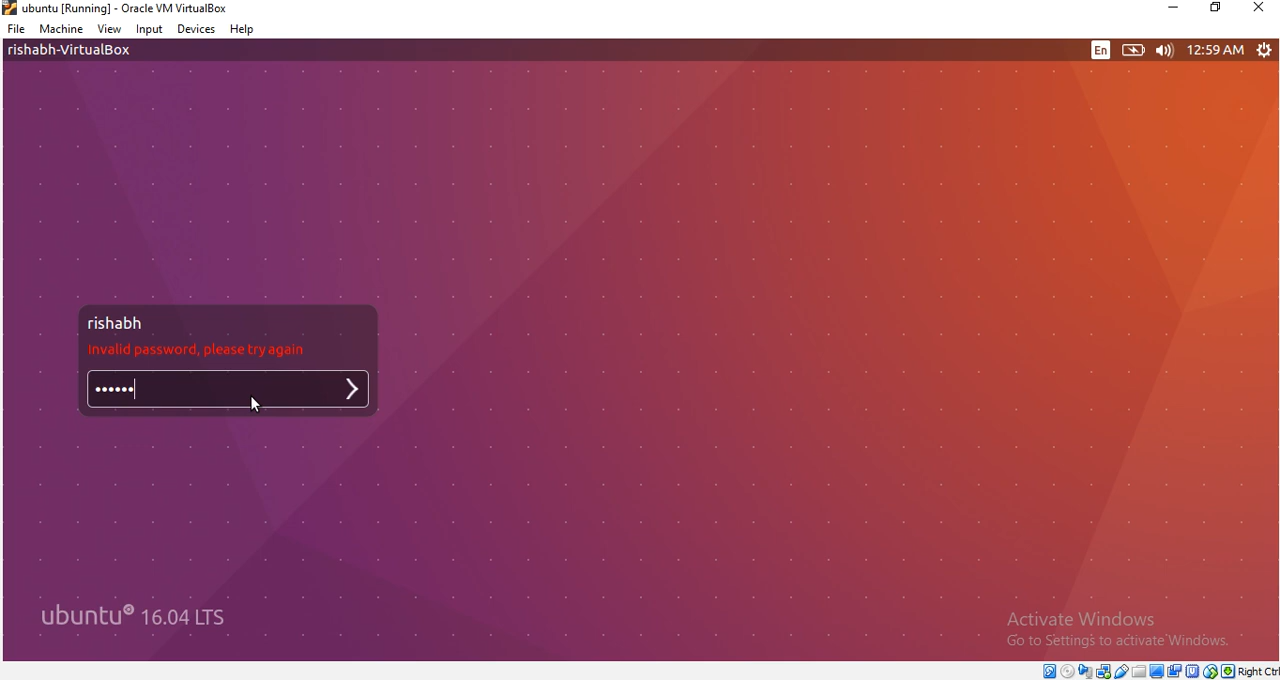 ubuntu [Running] - Oracle VM VirtualBox
File Machine View Input Devices Help
rishabh-VirtualBox En 12:59 AM
rishabh
Invalid password, please try again
ubuntu 16.04 LTS
Activate Windows
Go to Settings to activate Windows.
Right Ctrl